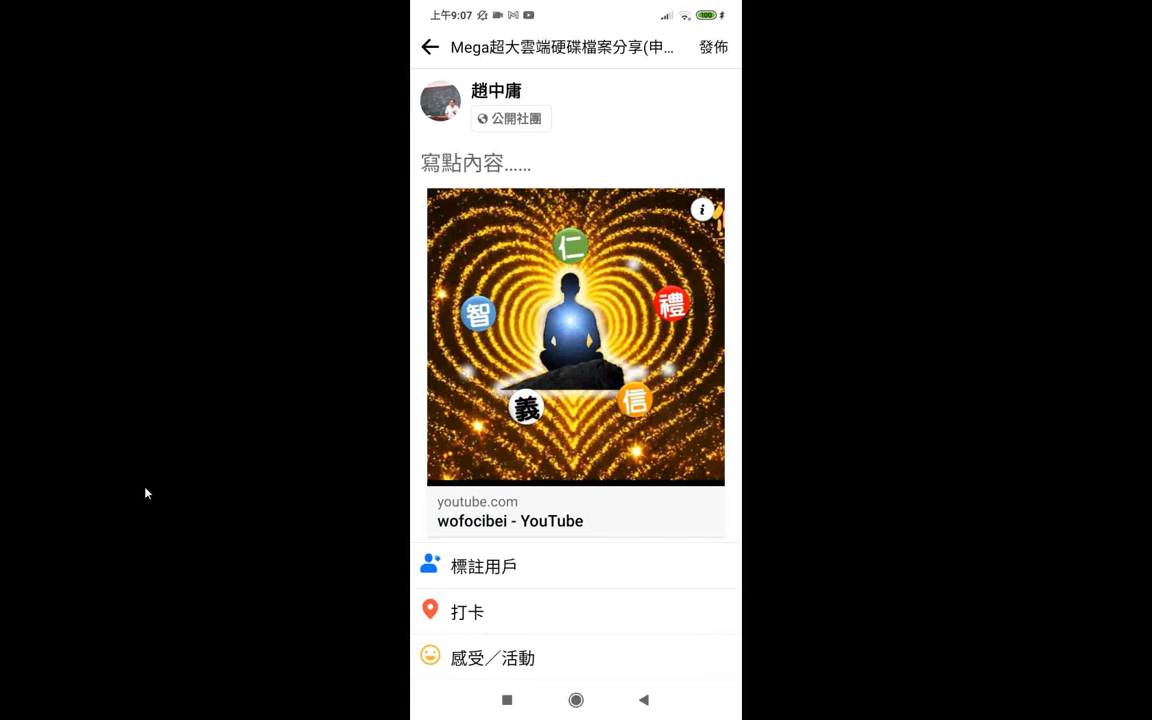 上午9:07
100
Mega超大雲端硬碟檔案分享(申...
發佈
趙中庸
公開社團
寫點內容......
仁
智
禮
義
信
youtube.com
wofocibei - YouTube
標註用戶
打卡
感受／活動